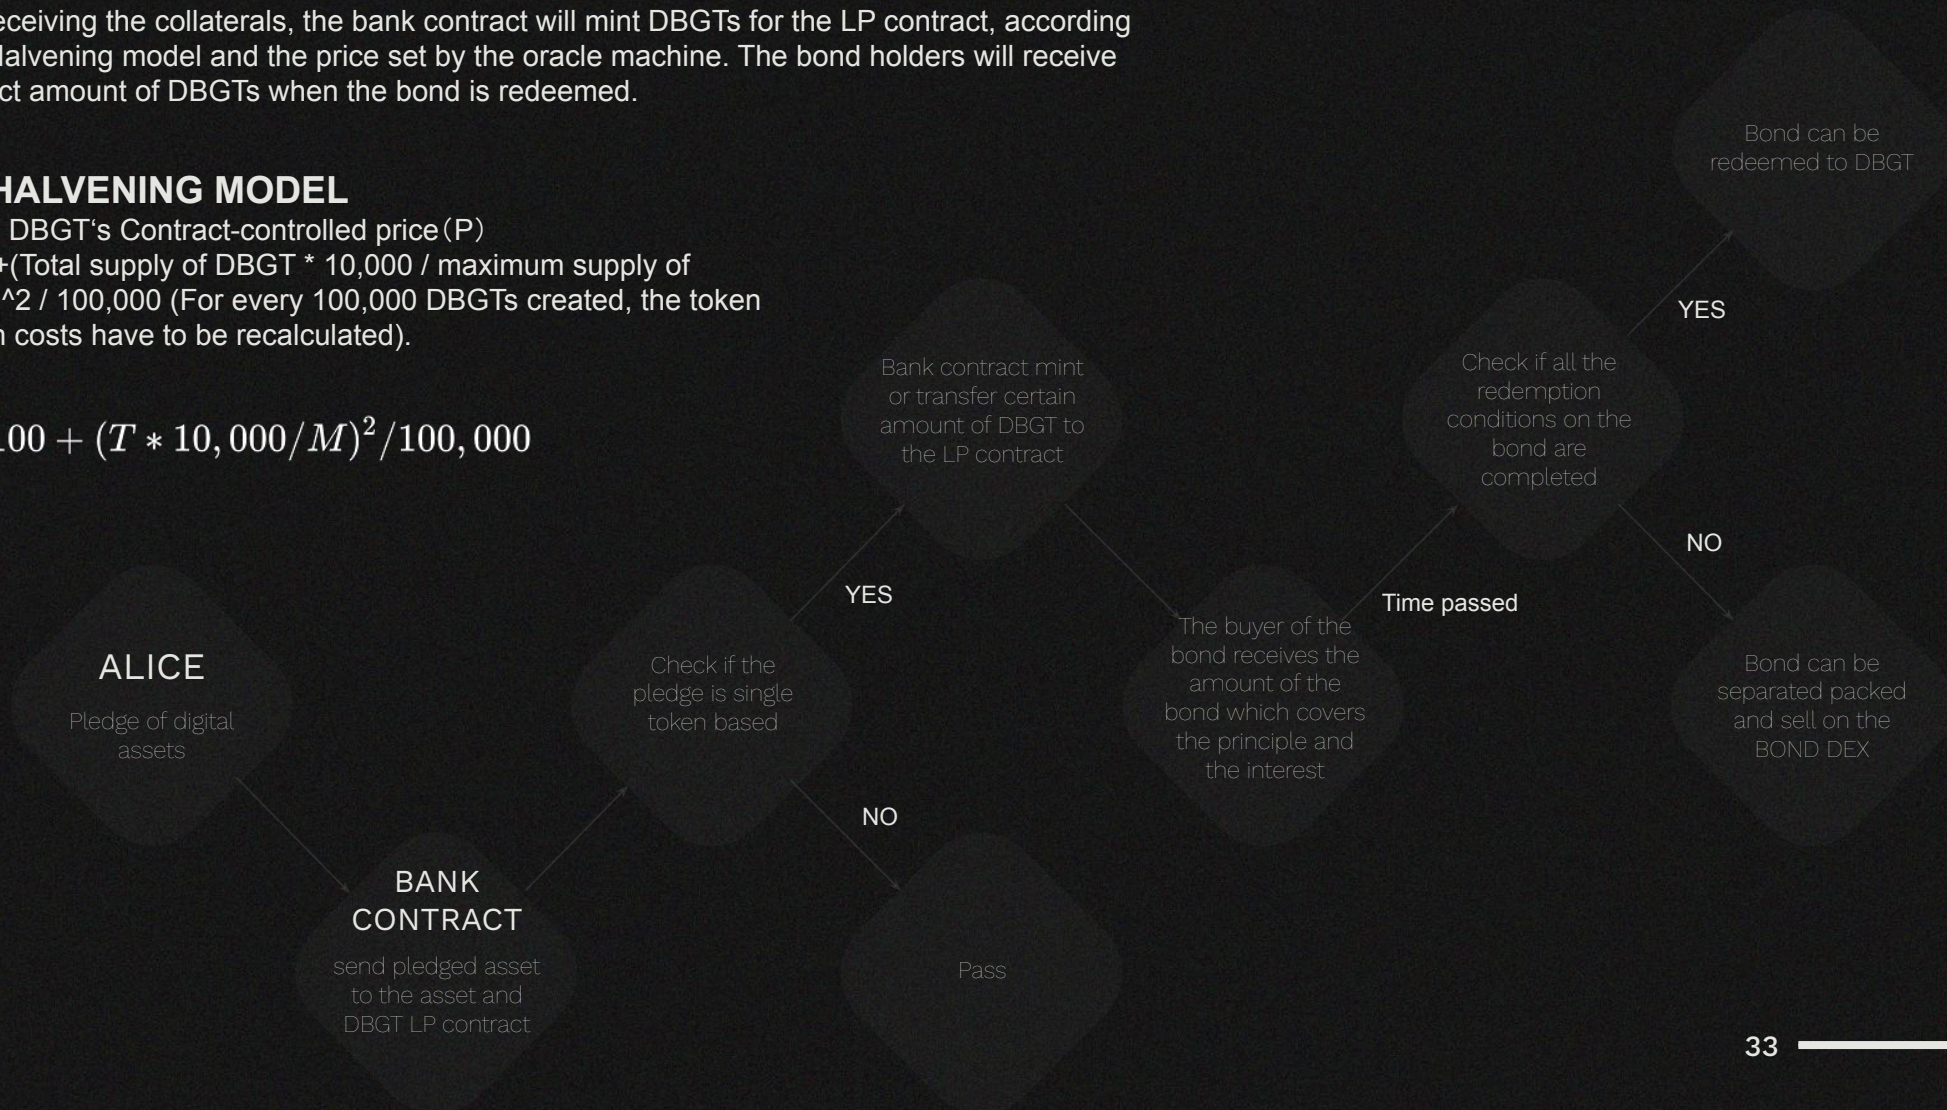 eceiving the collaterals, the bank contract will mint DBGTs for the LP contract, according
alvening model and the price set by the oracle machine. The bond holders will receive
ct amount of DBGTs when the bond is redeemed.
HALVENING MODEL
DBGT‘s Contract-controlled price（P）
+(Total supply of DBGT * 10,000 / maximum supply of
^2 / 100,000 (For every 100,000 DBGTs created, the token
costs have to be recalculated).
00 + (T * 10,000/M)^2/100,000
Bond can be
redeemed to DBGT
YES
Check if all the
redemption
conditions on the
bond are
completed
Bank contract mint
or transfer certain
amount of DBGT to
the LP contract
NO
YES
Time passed
The buyer of the
bond receives the
amount of the
bond which covers
the principle and
the interest
ALICE
Pledge of digital
assets
Check if the
pledge is single
token based
Bond can be
separated packed
and sell on the
BOND DEX
NO
BANK
CONTRACT
send pledged asset
to the asset and
DBGT LP contract
Pass
33